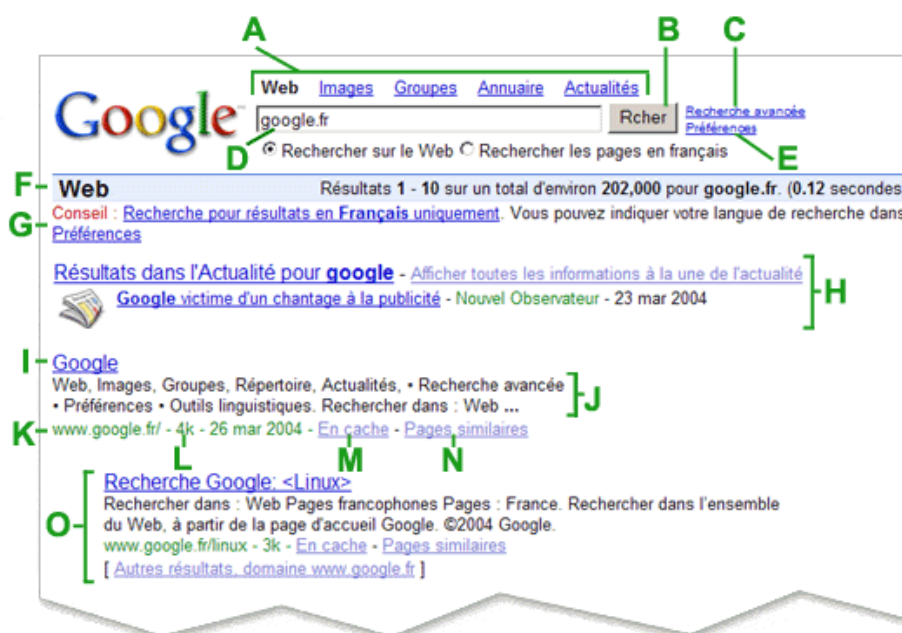 A B C
Web Images Groupes Annuaire Actualités
Google
google.fr Rcher Recherche avancée
Préférences
D E
Rechercher sur le Web Rechercher les pages en français
F Web Résultats 1 - 10 sur un total d'environ 202,000 pour google.fr. (0.12 secondes
Conseil : Recherche pour résultats en Français uniquement. Vous pouvez indiquer votre langue de recherche dans
G Préférences
Résultats dans l'Actualité pour google - Afficher toutes les informations à la une de l'actualité
Google victime d'un chantage à la publicité - Nouvel Observateur - 23 mar 2004
H
I Google
Web, Images, Groupes, Répertoire, Actualités, • Recherche avancée
• Préférences • Outils linguistiques. Rechercher dans : Web ...
J
K www.google.fr/ - 4k - 26 mar 2004 - En cache - Pages similaires
L M N
Recherche Google: <Linux>
Rechercher dans : Web Pages francophones Pages : France. Rechercher dans l'ensemble
O du Web, à partir de la page d'accueil Google. ©2004 Google.
www.google.fr/linux - 3k - En cache - Pages similaires
[ Autres résultats, domaine www.google.fr ]